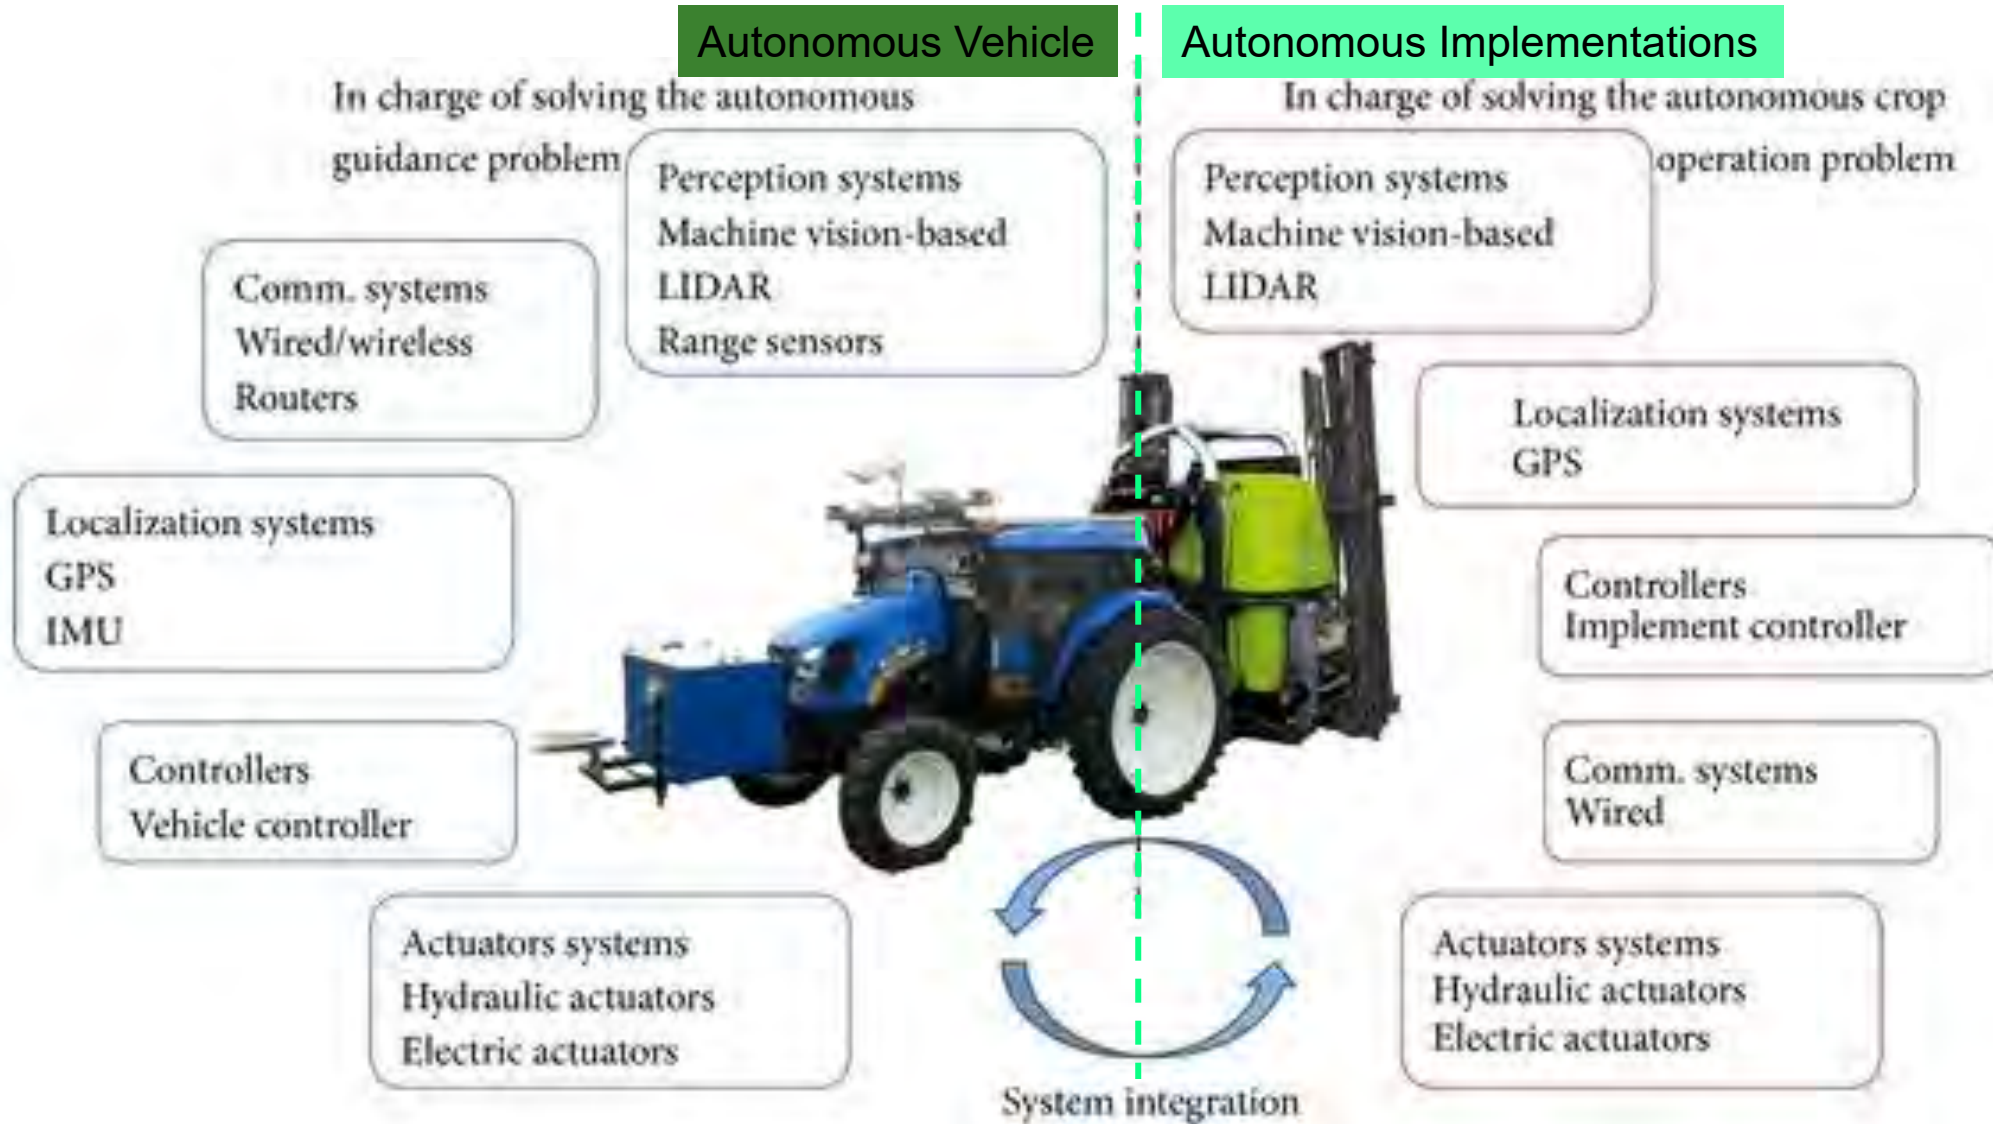 Autonomous Vehicle
Autonomous Implementations
In charge of solving the autonomous
guidance problem
In charge of solving the autonomous crop
operation problem
Perception systems
Machine vision-based
LIDAR
Range sensors
Perception systems
Machine vision-based
LIDAR
Comm. systems
Wired/wireless
Routers
Localization systems
GPS
Localization systems
GPS
IMU
Controllers
Implement controller
Controllers
Vehicle controller
Comm. systems
Wired
Actuators systems
Hydraulic actuators
Electric actuators
Actuators systems
Hydraulic actuators
Electric actuators
System integration